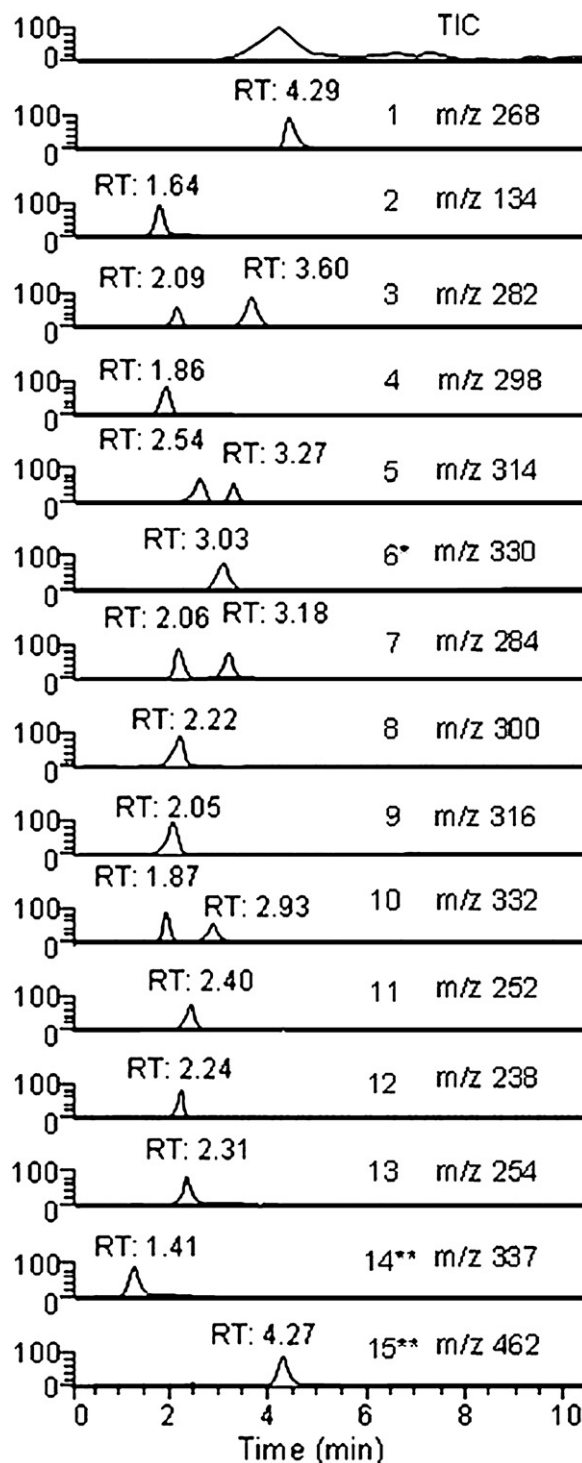 100 TIC
0
RT: 4.29
100 1 m/z 268
0
RT: 1.64
100 2 m/z 134
0
RT: 2.09 RT: 3.60
100 3 m/z 282
0
RT: 1.86
100 4 m/z 298
0
RT: 2.54 RT: 3.27
100 5 m/z 314
0
RT: 3.03
100 6* m/z 330
0
RT: 2.06 RT: 3.18
100 7 m/z 284
0
RT: 2.22
100 8 m/z 300
0
RT: 2.05
100 9 m/z 316
0
RT: 1.87 RT: 2.93
100 10 m/z 332
0
RT: 2.40
100 11 m/z 252
0
RT: 2.24
100 12 m/z 238
0
RT: 2.31
100 13 m/z 254
0
RT: 1.41
100 14** m/z 337
0
RT: 4.27
100 15** m/z 462
0
0 2 4 6 8 10
Time (min)